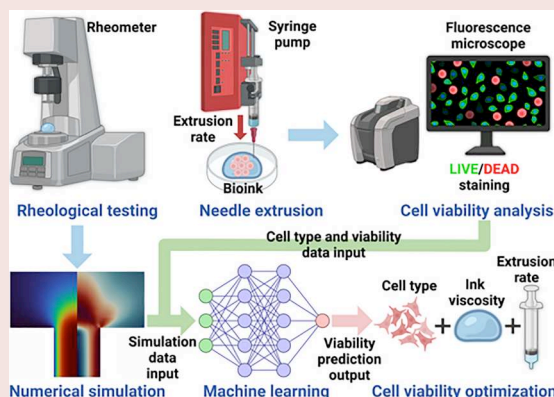 Rheometer
Syringe
pump
Fluorescence
microscope
Extrusion
rate
Bioink
LIVE/DEAD
staining
Rheological testing
Needle extrusion
Cell viability analysis
Cell type and viability
data input
Simulation
data
input
Viability
prediction
output
Cell type
Ink
viscosity
Extrusion
rate
Numerical simulation
Machine learning
Cell viability optimization